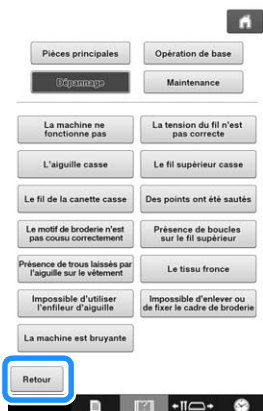 Pièces principales
Opération de base
Dépannage
Maintenance
La machine ne
fonctionne pas
La tension du fil n'est
pas correcte
L'aiguille casse
Le fil supérieur casse
Le fil de la canette casse
Des points ont été sautés
Le motif de broderie n'est
pas cousu correctement
Présence de boucles
sur le fil supérieur
Présence de trous laissés par
l'aiguille sur le vêtement
Le tissu fronce
Impossible d'utiliser
l'enfileur d'aiguille
Impossible d'enlever ou
de fixer le cadre de broderie
La machine est bruyante
Retour